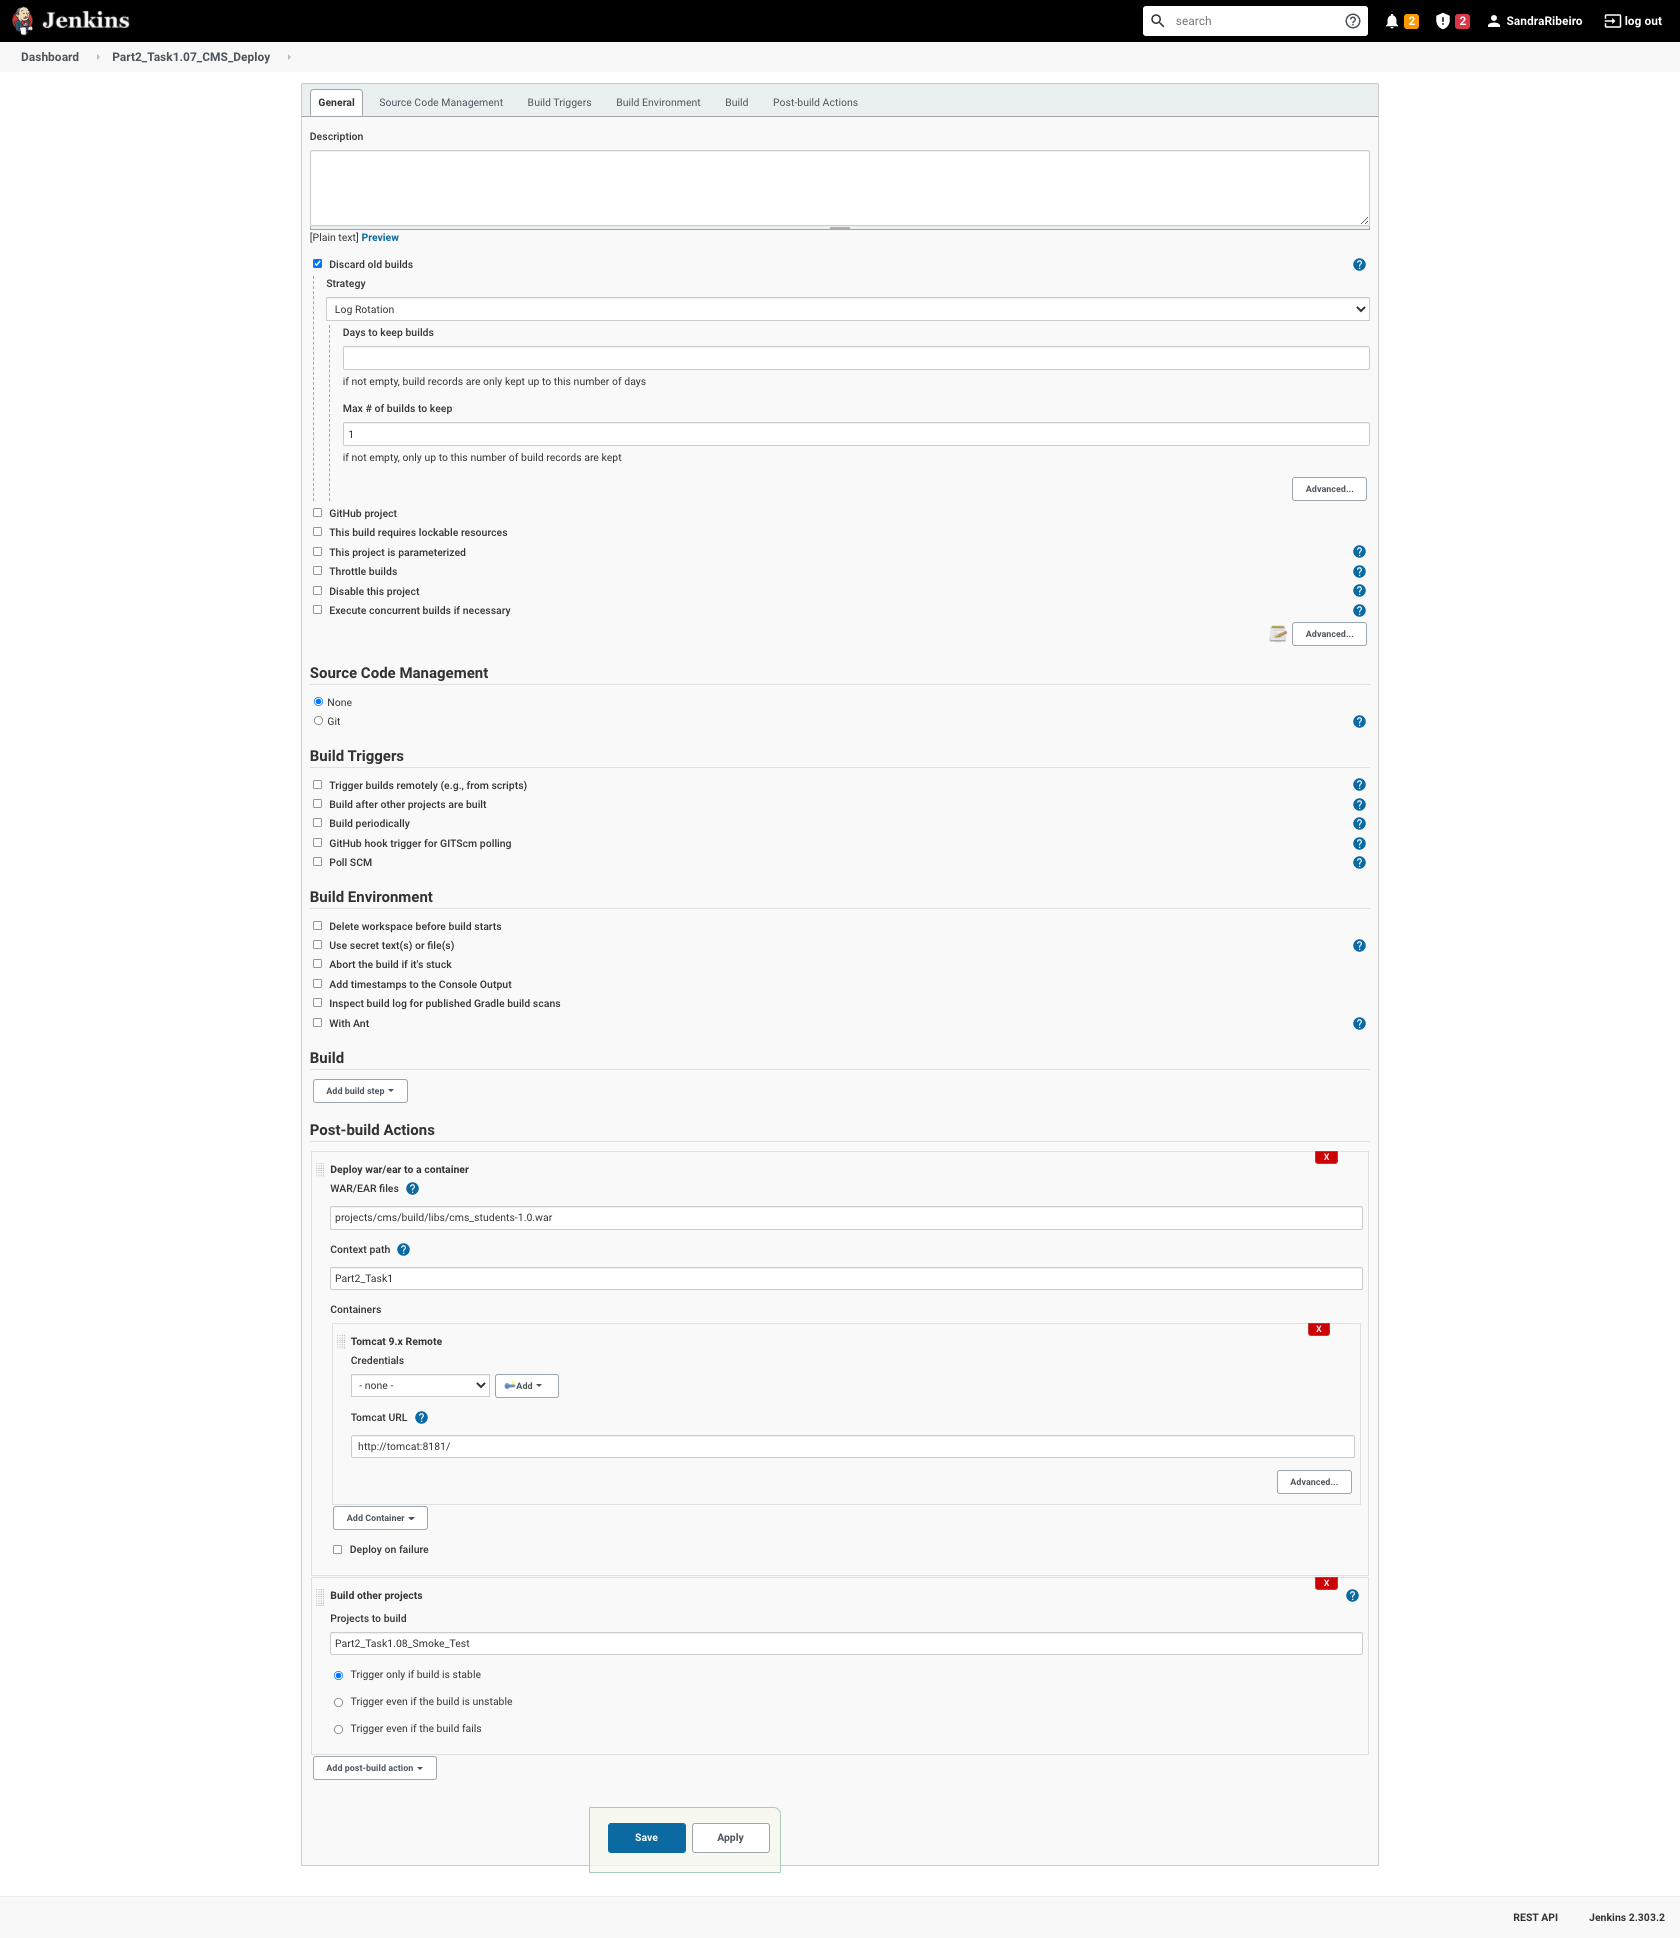 Jenkins
search
2
2
SandraRibeiro
log out
Dashboard
Part2_Task1.07_CMS_Deploy
General
Source Code Management
Build Triggers
Build Environment
Build
Post-build Actions
Description
[Plain text] Preview
Discard old builds
Strategy
Log Rotation
Days to keep builds
if not empty, build records are only kept up to this number of days
Max # of builds to keep
1
if not empty, only up to this number of build records are kept
Advanced...
GitHub project
This build requires lockable resources
This project is parameterized
Throttle builds
Disable this project
Execute concurrent builds if necessary
Advanced...
Source Code Management
None
Git
Build Triggers
Trigger builds remotely (e.g., from scripts)
Build after other projects are built
Build periodically
GitHub hook trigger for GITScm polling
Poll SCM
Build Environment
Delete workspace before build starts
Use secret text(s) or file(s)
Abort the build if it's stuck
Add timestamps to the Console Output
Inspect build log for published Gradle build scans
With Ant
Build
Add build step
Post-build Actions
X
Deploy war/ear to a container
WAR/EAR files
projects/cms/build/libs/cms_students-1.0.war
Context path
Part2_Task1
Containers
X
Tomcat 9.x Remote
Credentials
- none -
Add
Tomcat URL
http://tomcat:8181/
Advanced...
Add Container
Deploy on failure
X
Build other projects
Projects to build
Part2_Task1.08_Smoke_Test
Trigger only if build is stable
Trigger even if the build is unstable
Trigger even if the build fails
Add post-build action
Save
Apply
REST API
Jenkins 2.303.2